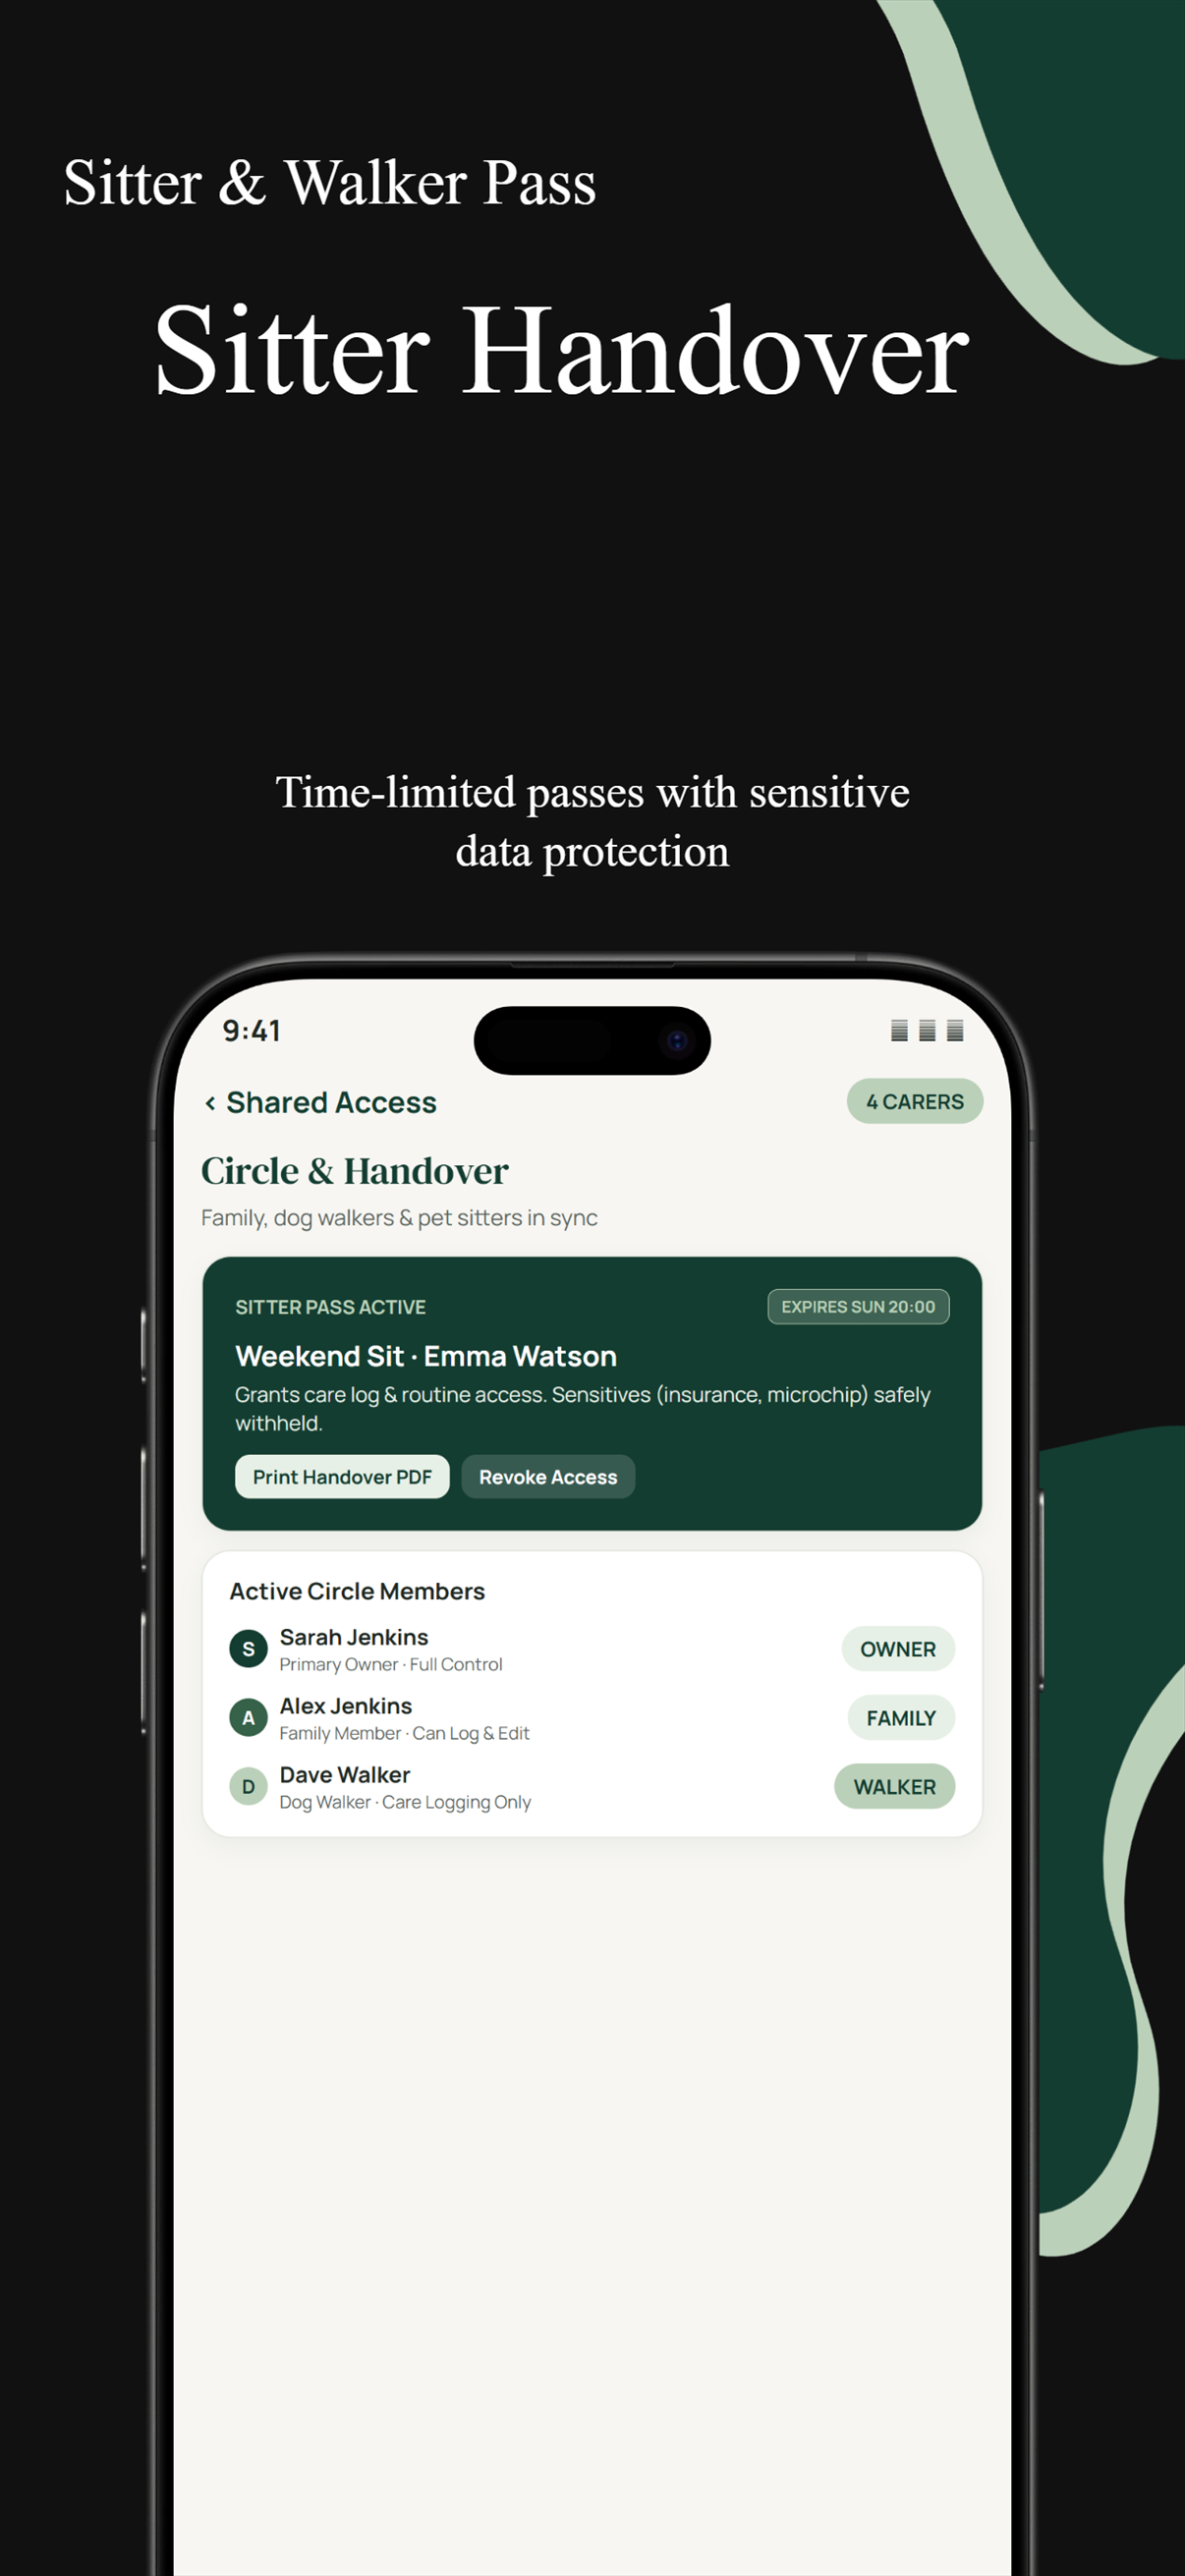 Sitter & Walker Pass
Sitter Handover
Time-limited passes with sensitive
data protection
9:41
‹ Shared Access
4 CARERS
Circle & Handover
Family, dog walkers & pet sitters in sync
SITTER PASS ACTIVE
EXPIRES SUN 20:00
Weekend Sit · Emma Watson
Grants care log & routine access. Sensitives (insurance, microchip) safely
withheld.
Print Handover PDF
Revoke Access
Active Circle Members
S
Sarah Jenkins
Primary Owner · Full Control
OWNER
A
Alex Jenkins
Family Member · Can Log & Edit
FAMILY
D
Dave Walker
Dog Walker · Care Logging Only
WALKER